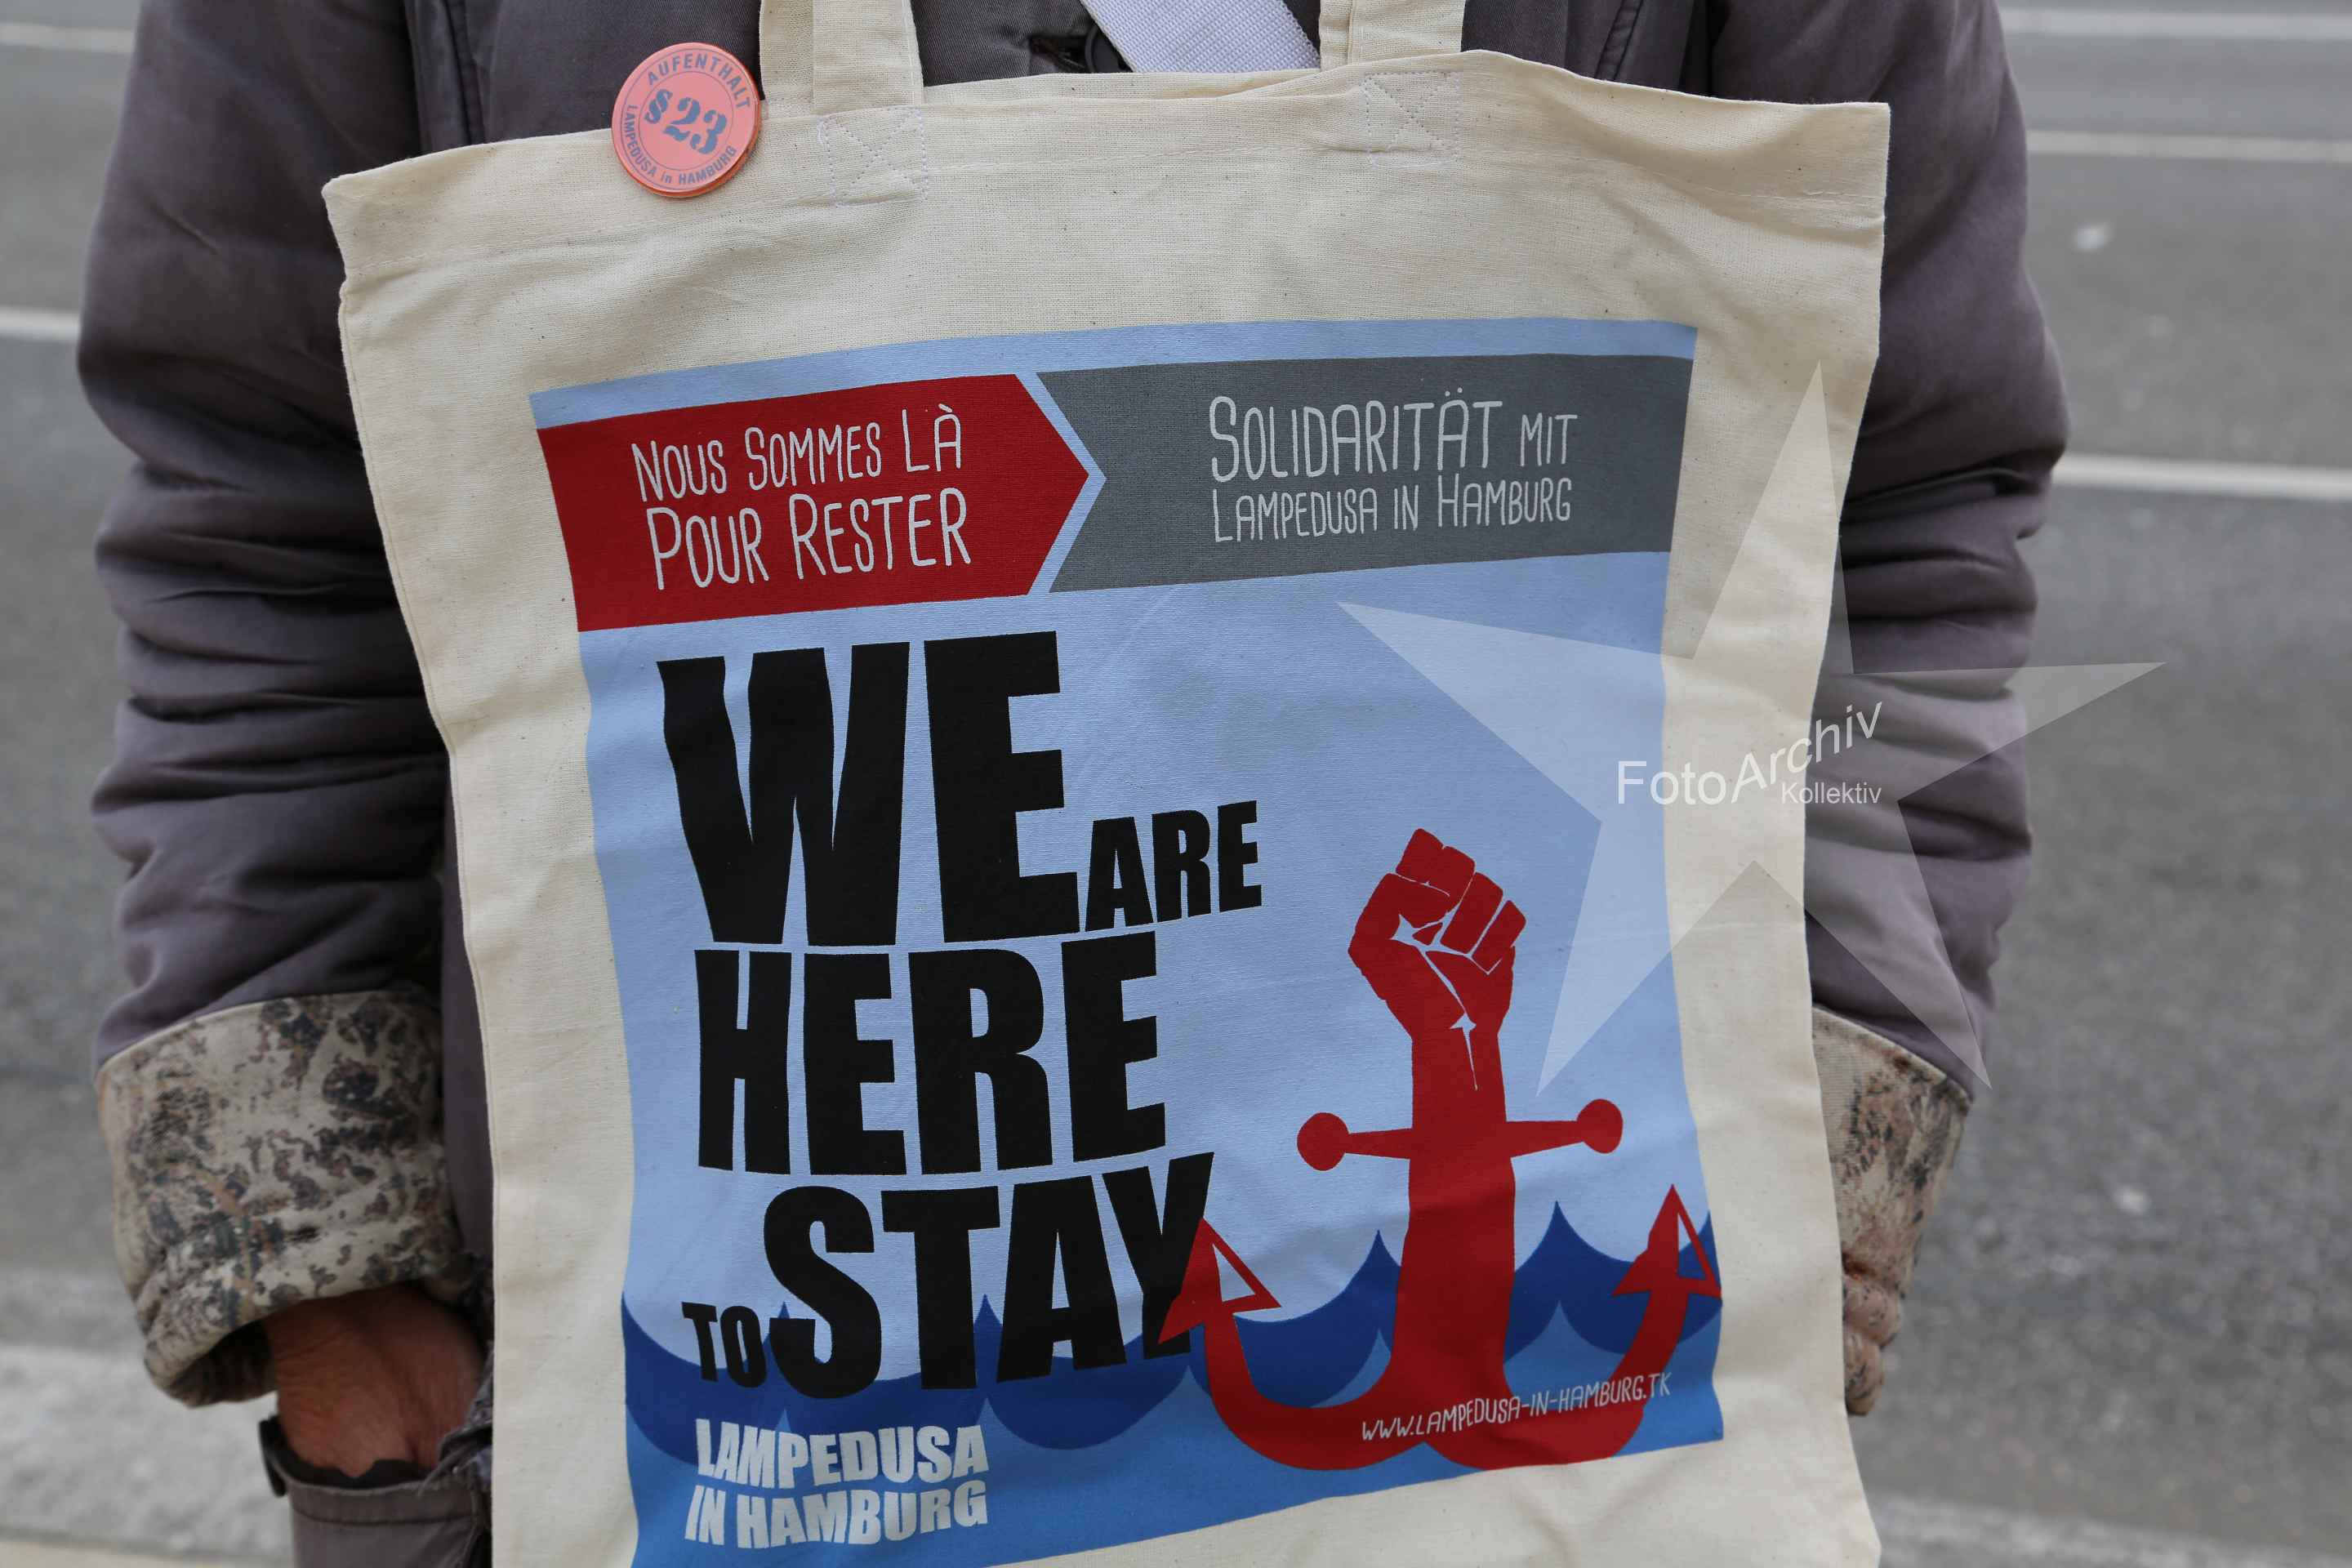 AUFENTHALT
§23
LAMPEDUSA in HAMBURG
NOUS SOMMES LÀ
POUR RESTER
SOLIDARITÄT MIT
LAMPEDUSA IN HAMBURG
WE ARE
HERE
TO STAY
FotoArchiv
Kollektiv
WWW.LAMPEDUSA-IN-HAMBURG.TK
LAMPEDUSA
IN HAMBURG